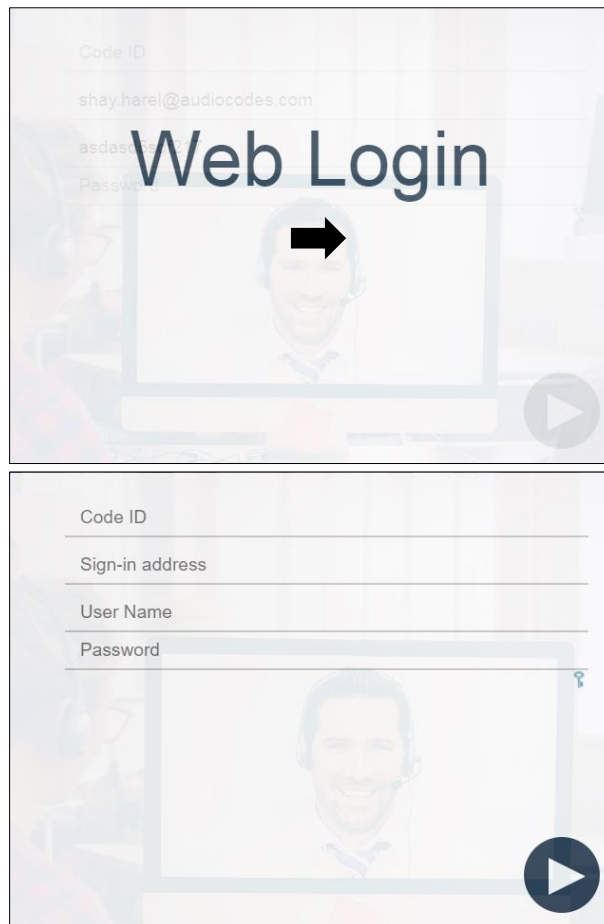 Code ID
shay.harel@audiocodes.com
Web Login
Password
Code ID
Sign-in address
User Name
Password